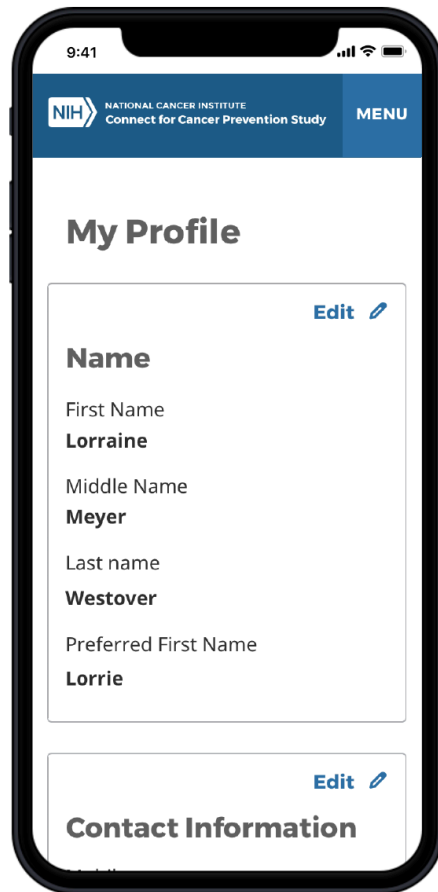 9:41
NIH
NATIONAL CANCER INSTITUTE
Connect for Cancer Prevention Study
MENU
My Profile
Edit
Name
First Name
Lorraine
Middle Name
Meyer
Last name
Westover
Preferred First Name
Lorrie
Edit
Contact Information